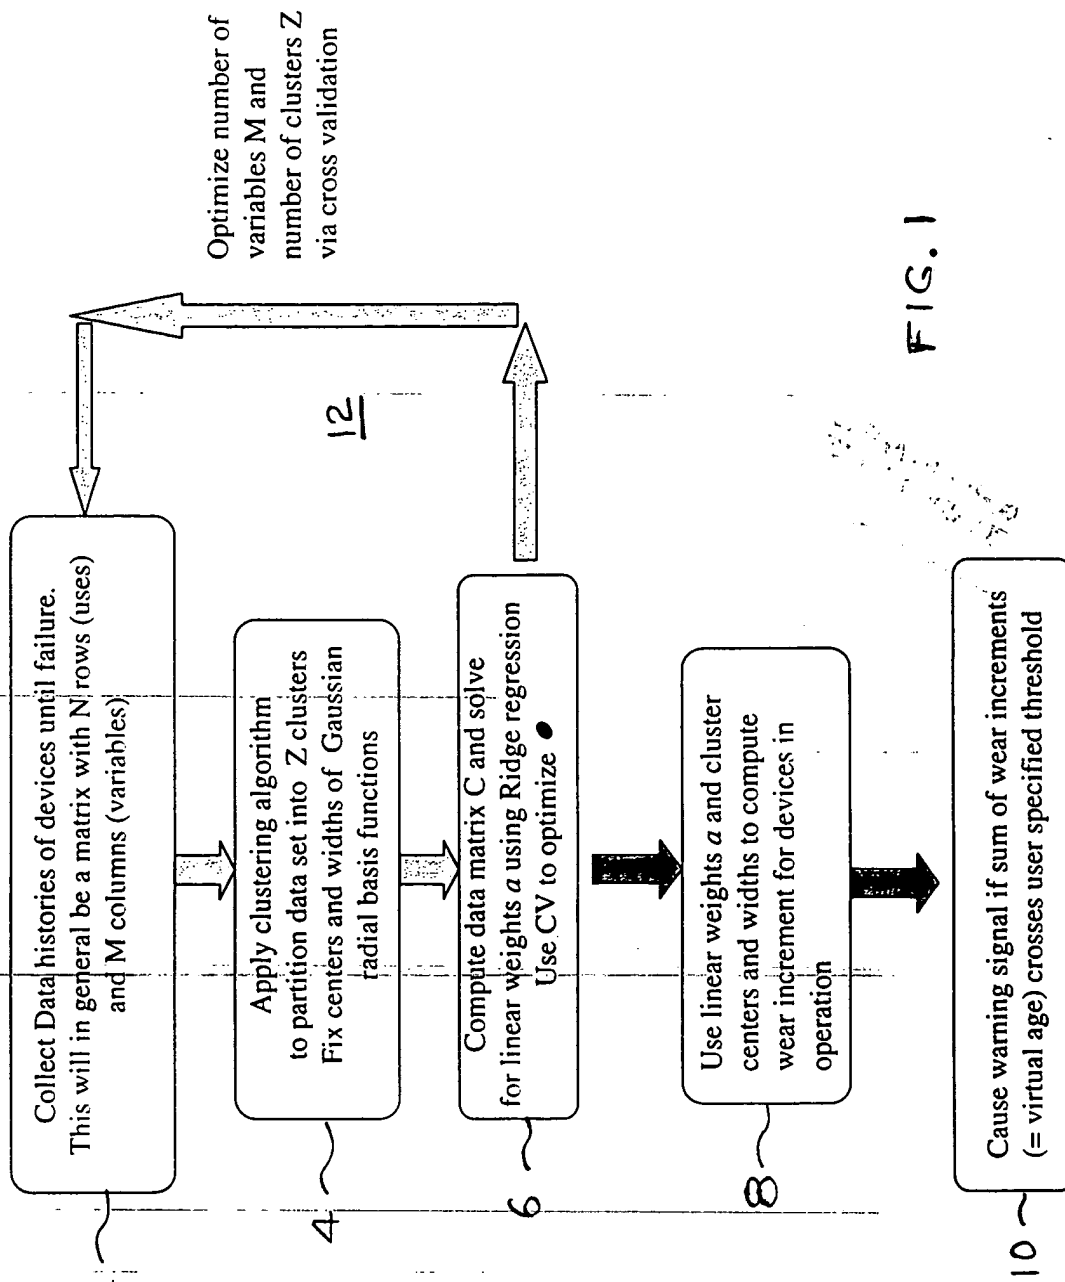 Collect Data histories of devices until failure.
This will in general be a matrix with N rows (uses)
and M columns (variables)
Apply clustering algorithm
to partition data set into Z clusters
Fix centers and widths of Gaussian
radial basis functions
4
Compute data matrix C and solve
for linear weights a using Ridge regression
Use CV to optimize
6
Optimize number of
variables M and
number of clusters Z
via cross validation
12
Use linear weights a and cluster
centers and widths to compute
wear increment for devices in
operation
8
Cause warning signal if sum of wear increments
(= virtual age) crosses user specified threshold
10
FIG. 1